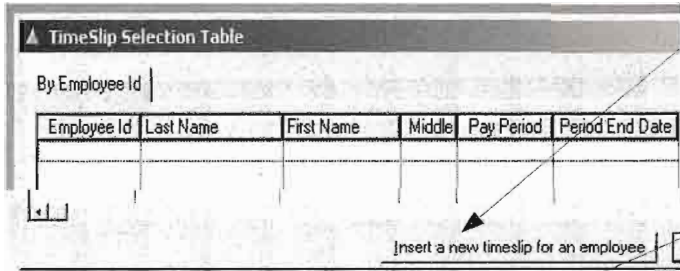 TimeSlip Selection Table
By Employee Id
Employee Id Last Name First Name Middle Pay Period Period End Date
Insert a new timeslip for an employee